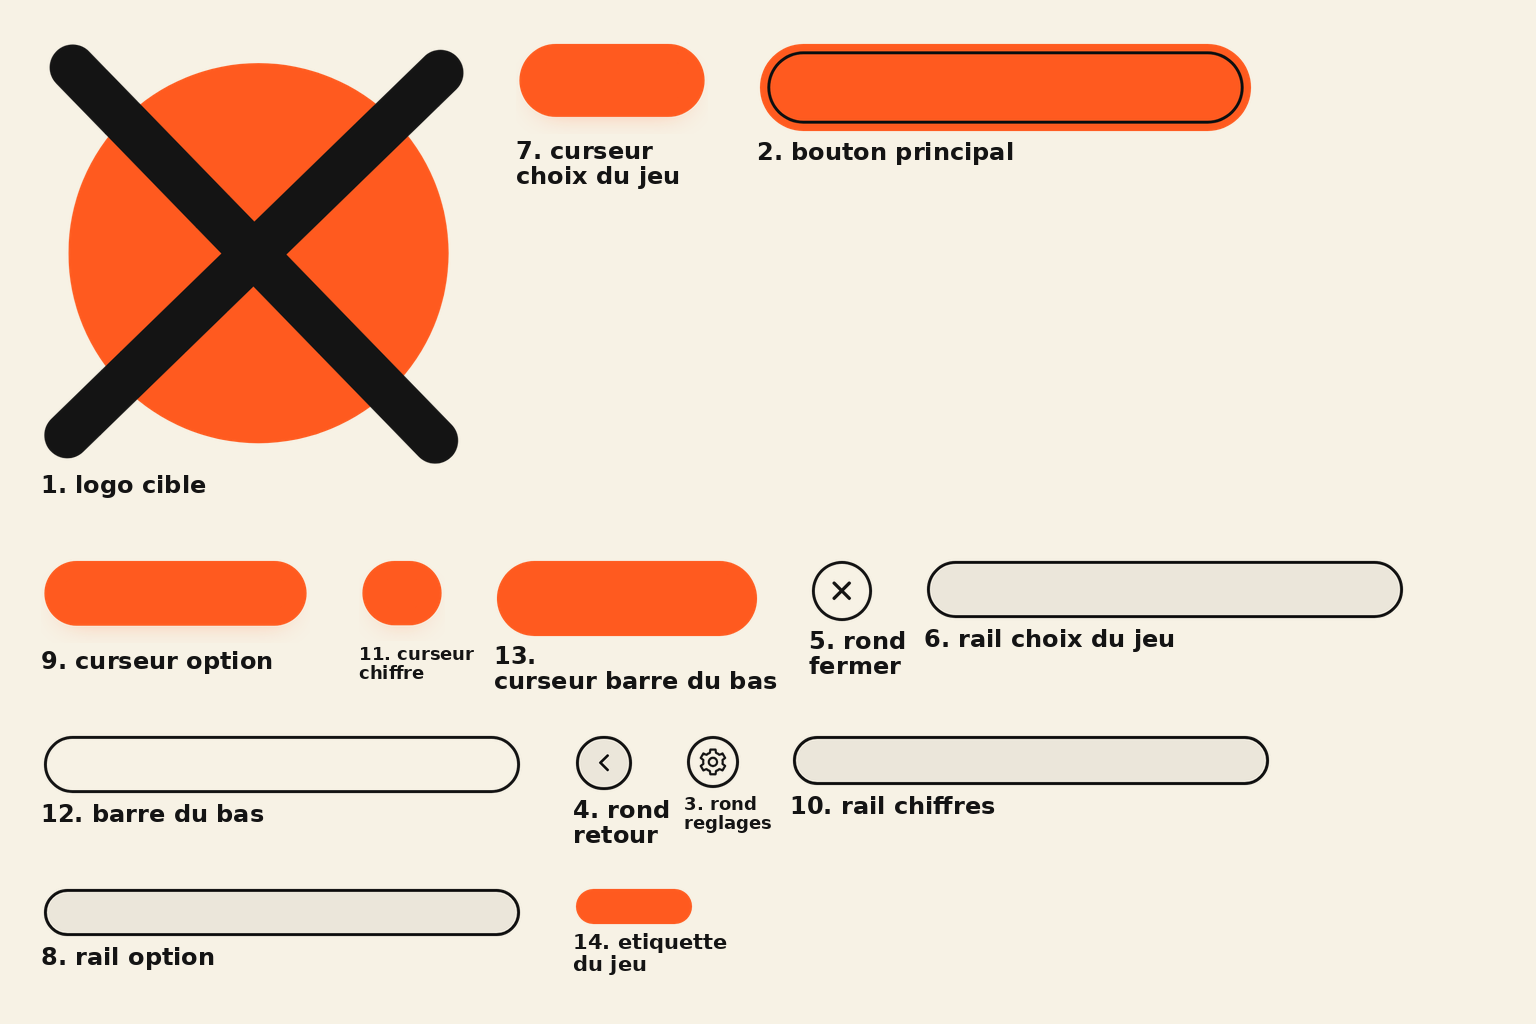 7. curseur
choix du jeu
2. bouton principal
1. logo cible
9. curseur option
11. curseur
chiffre
13.
curseur barre du bas
5. rond
fermer
6. rail choix du jeu
12. barre du bas
4. rond
retour
3. rond
reglages
10. rail chiffres
8. rail option
14. etiquette
du jeu